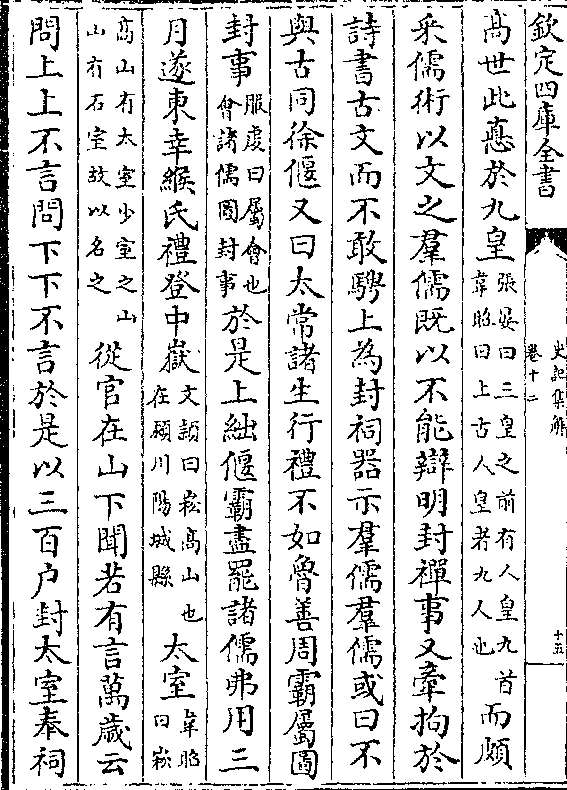 欽定四庫全書
史記集解
卷十二
十五
髙世比悳於九皇張晏曰三皇之前有人皇九首韋昭曰上古人皇者九人也而頗
采儒術以文之羣儒既以不能辯明封禪事又牽拘於
詩書古文而不敢騁上為封祠器示羣儒羣儒或曰不
與古同徐偃又曰太常諸生行禮不如魯善周霸屬圖
封事服虔曰屬會也會諸儒圖封事於是上絀偃霸盡罷諸儒弗用三
月遂東幸緱氏禮登中嶽文頴曰崧髙山也在潁川陽城縣太室韋昭曰崧
髙山有太室少室之山山有石室故以名之從官在山下聞若有言萬歲云
問上上不言問下下不言於是以三百户封太室奉祠